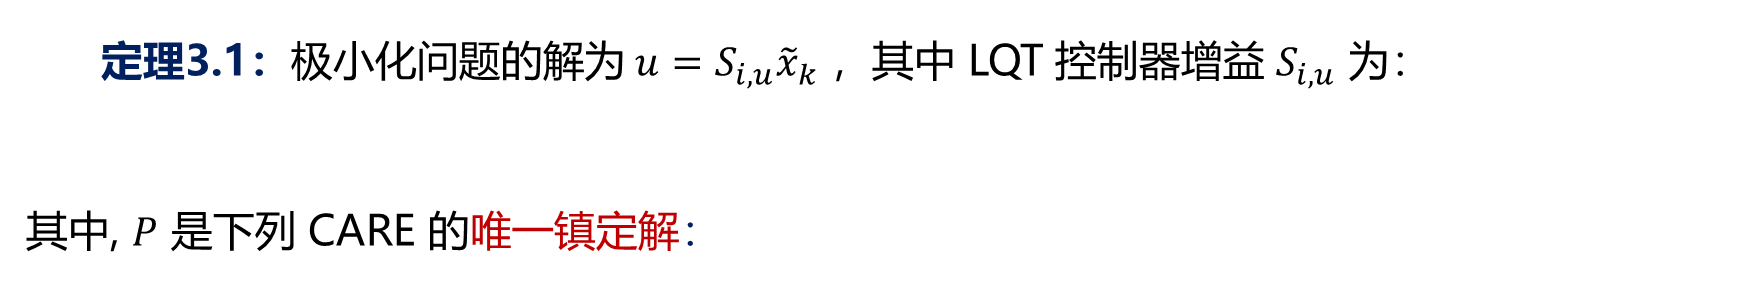 定理3.1：极小化问题的解为 $u = S_{i,u}\tilde{x}_k$ ，其中 LQT 控制器增益 $S_{i,u}$ 为：
其中, $P$ 是下列 CARE 的唯一镇定解：